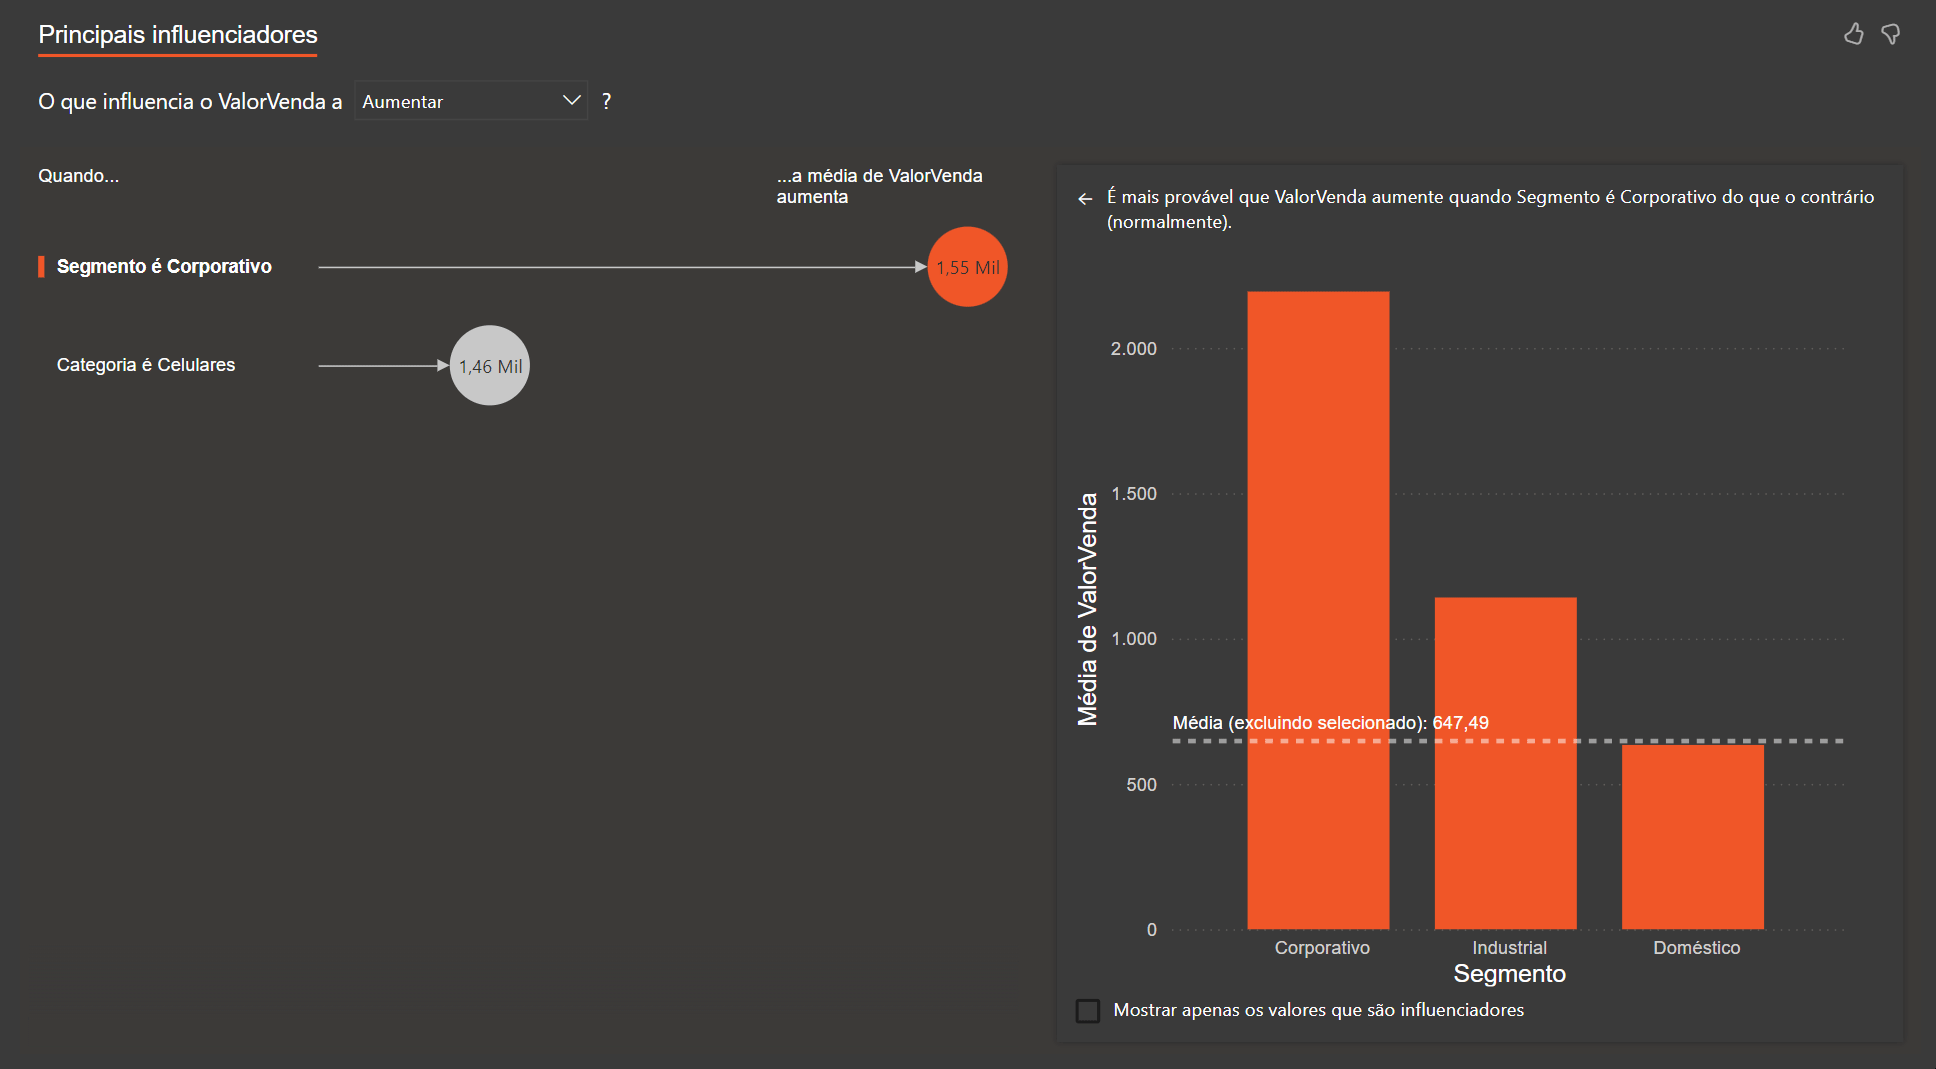 Principais influenciadores
O que influencia o ValorVenda a Aumentar ?
Quando...
...a média de ValorVenda
aumenta
Segmento é Corporativo
1,55 Mil
Categoria é Celulares
1,46 Mil
É mais provável que ValorVenda aumente quando Segmento é Corporativo do que o contrário
(normalmente).
Média de ValorVenda
2.000
1.500
1.000
500
0
Média (excluindo selecionado): 647,49
Corporativo
Industrial
Doméstico
Segmento
Mostrar apenas os valores que são influenciadores